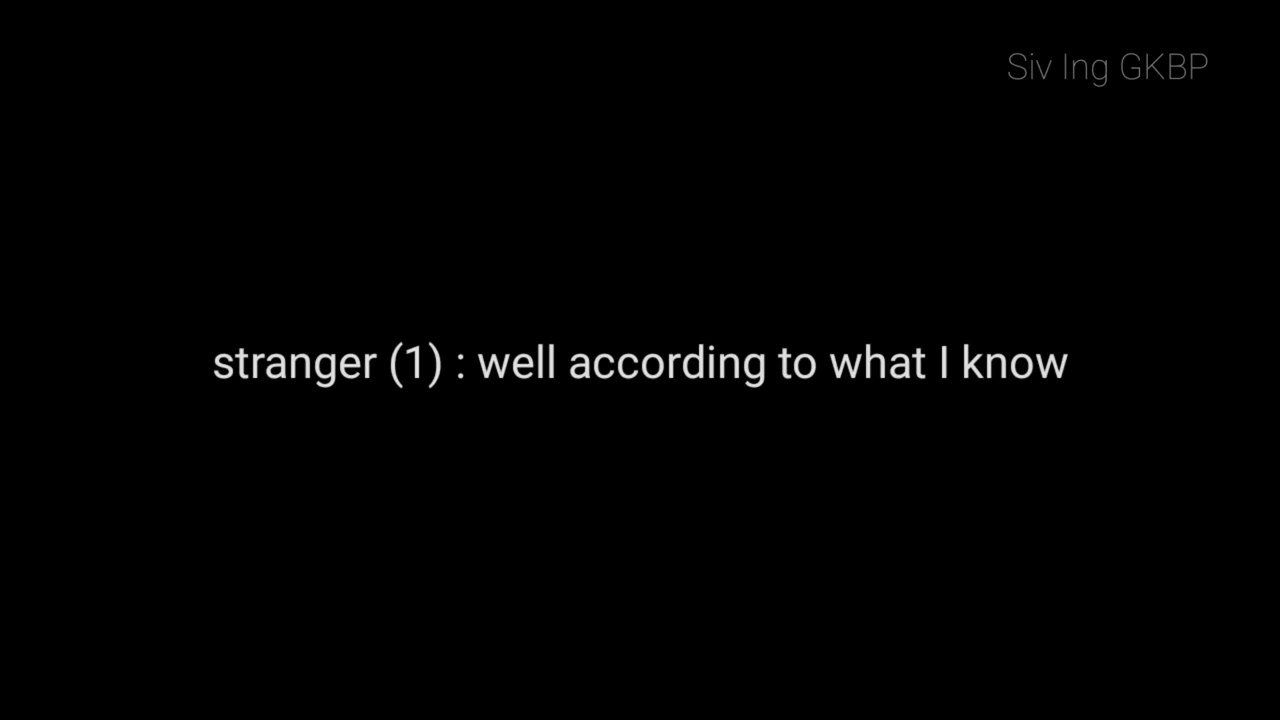 Siv Ing GKBP
stranger (1) : well according to what I know